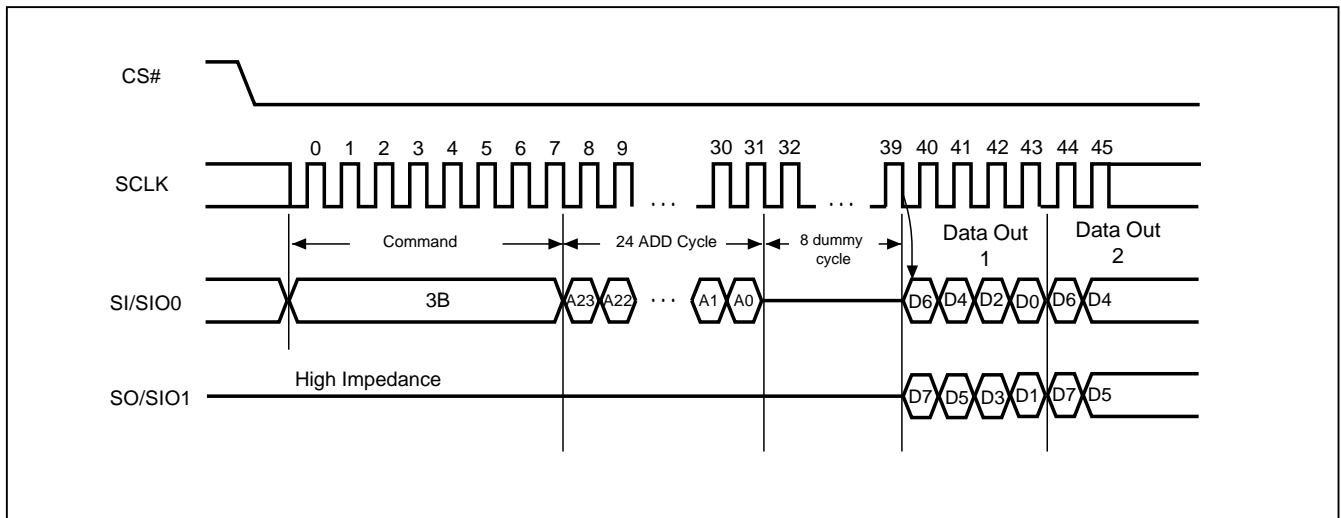 CS#
0 1 2 3 4 5 6 7 8 9 30 31 32 39 40 41 42 43 44 45
SCLK
. . . . . .
Command 24 ADD Cycle 8 dummy cycle Data Out 1 Data Out 2
SI/SIO0 3B A23 A22 . . . A1 A0 D6 D4 D2 D0 D6 D4
High Impedance
SO/SIO1 D7 D5 D3 D1 D7 D5